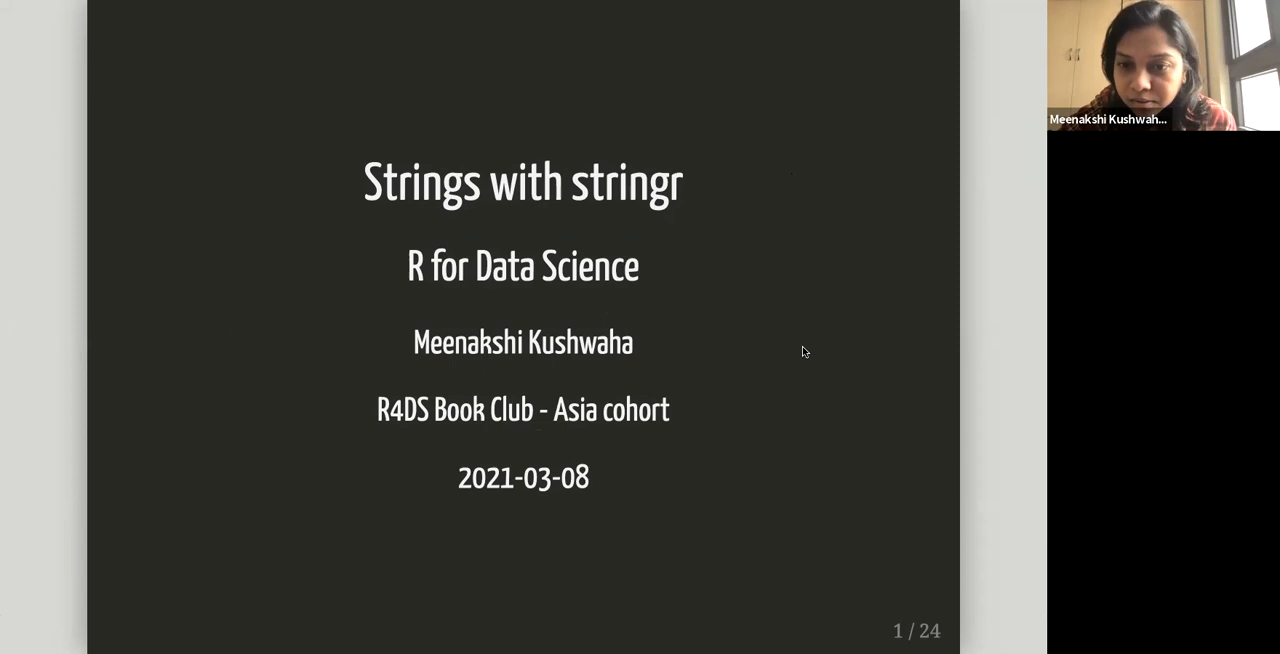 Strings with stringr
R for Data Science
Meenakshi Kushwaha
R4DS Book Club - Asia cohort
2021-03-08
1 / 24
Meenakshi Kushwah...